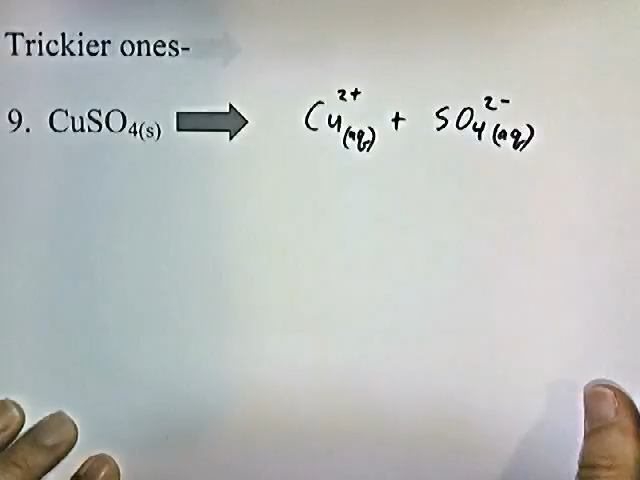 Trickier ones-
9. CuSO₄₍ₛ₎ → Cu²⁺(aq) + SO₄²⁻(aq)